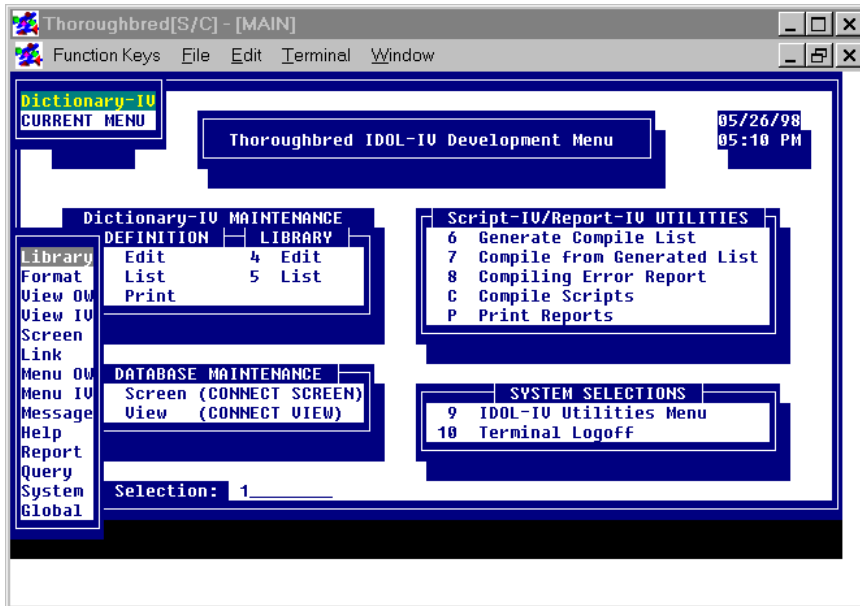 Thoroughbred[S/C] - [MAIN]
Function Keys File Edit Terminal Window
Dictionary-IV
CURRENT MENU
Thoroughbred IDOL-IV Development Menu
05/26/98
05:10 PM
Dictionary-IV MAINTENANCE
DEFINITION LIBRARY
Edit 4 Edit
List 5 List
Print
Library
Format
View OW
View IV
Screen
Link
Menu OW
Menu IV
Message
Help
Report
Query
System
Global
DATABASE MAINTENANCE
Screen (CONNECT SCREEN)
View (CONNECT VIEW)
Selection: 1
Script-IV/Report-IV UTILITIES
6 Generate Compile List
7 Compile from Generated List
8 Compiling Error Report
C Compile Scripts
P Print Reports
SYSTEM SELECTIONS
9 IDOL-IV Utilities Menu
10 Terminal Logoff